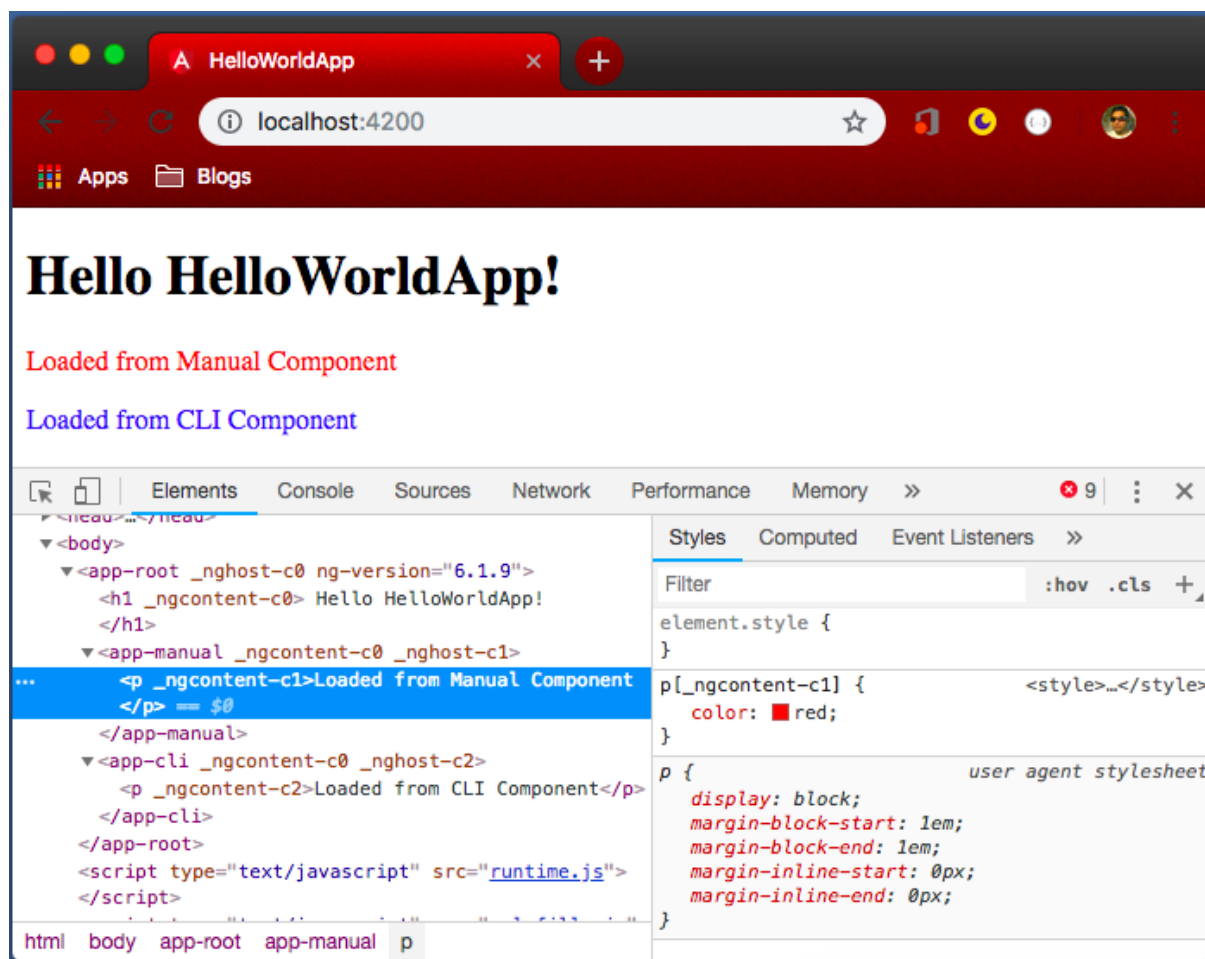 HelloWorldApp
localhost:4200
Apps Blogs
Hello HelloWorldApp!
Loaded from Manual Component
Loaded from CLI Component
Elements Console Sources Network Performance Memory » 9
<head>…</head>
<body>
<app-root _nghost-c0 ng-version="6.1.9">
<h1 _ngcontent-c0> Hello HelloWorldApp!
</h1>
<app-manual _ngcontent-c0 _nghost-c1>
… <p _ngcontent-c1>Loaded from Manual Component
</p> == $0
</app-manual>
<app-cli _ngcontent-c0 _nghost-c2>
<p _ngcontent-c2>Loaded from CLI Component</p>
</app-cli>
</app-root>
<script type="text/javascript" src="runtime.js">
</script>
html body app-root app-manual p
Styles Computed Event Listeners »
Filter :hov .cls +
element.style {
}
p[_ngcontent-c1] { <style>…</style>
color: red;
}
p { user agent stylesheet
display: block;
margin-block-start: 1em;
margin-block-end: 1em;
margin-inline-start: 0px;
margin-inline-end: 0px;
}